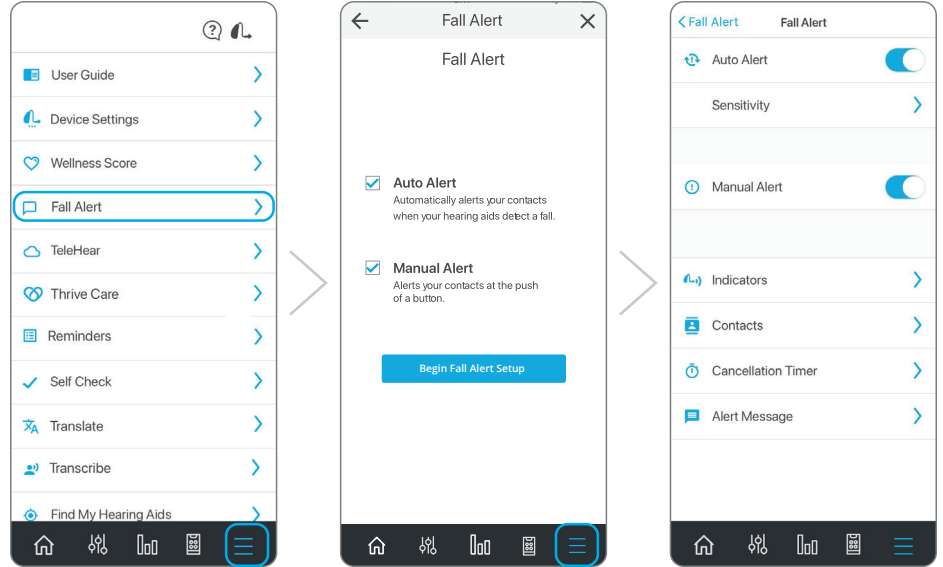 User Guide
Device Settings
Wellness Score
Fall Alert
TeleHear
Thrive Care
Reminders
Self Check
Translate
Transcribe
Find My Hearing Aids
Fall Alert
Fall Alert
Auto Alert
Automatically alerts your contacts
when your hearing aids detect a fall.
Manual Alert
Alerts your contacts at the push
of a button.
Begin Fall Alert Setup
Fall Alert Fall Alert
Auto Alert
Sensitivity
Manual Alert
Indicators
Contacts
Cancellation Timer
Alert Message